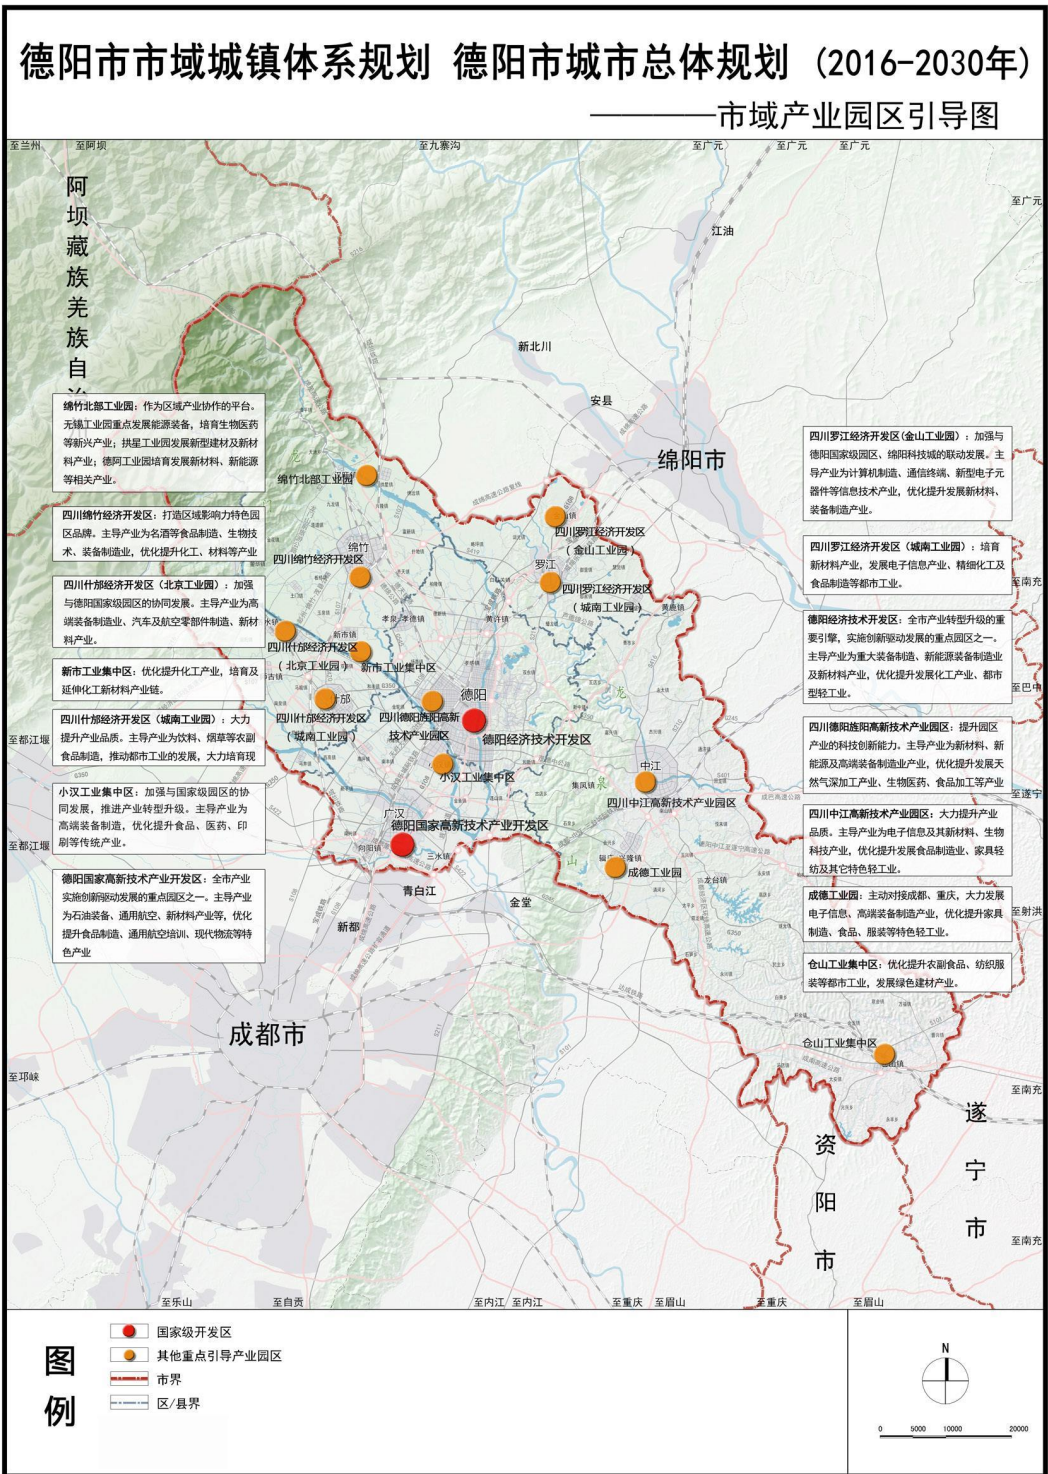 德阳市市域城镇体系规划 德阳市城市总体规划 (2016-2030年)
————市域产业园区引导图
至兰州
至阿坝
至九寨沟
至广元
至广元
至广元
至广元
阿坝藏族羌族自治
江油
新北川
安县
绵阳市
绵竹北部工业园：作为区域产业协作的平台。
无锡工业园重点发展能源装备，培育生物医药
等新兴产业；拱星工业园发展新型建材及新材
料产业；德阿工业园培育发展新材料、新能源
等相关产业。
四川绵竹经济开发区：打造区域影响力特色园
区品牌。主导产业为名酒等食品制造、生物技
术、装备制造业，优化提升化工、材料等产业
四川什邡经济开发区（北京工业园）：加强
与德阳国家级园区的协同发展。主导产业为高
端装备制造业、汽车及航空零部件制造、新材
料产业。
新市工业集中区：优化提升化工产业，培育及
延伸化工新材料产业链。
四川什邡经济开发区（城南工业园）：大力
提升产业品质。主导产业为饮料、烟草等农副
食品制造，推动都市工业的发展，大力培育现
小汉工业集中区：加强与国家级园区的协
同发展，推进产业转型升级。主导产业为
高端装备制造，优化提升食品、医药、印
刷等传统产业。
德阳国家高新技术产业开发区：全市产业
实施创新驱动发展的重点园区之一。主导产业
为石油装备、通用航空、新材料产业等，优化
提升食品制造、通用航空培训、现代物流等特
色产业
四川罗江经济开发区(金山工业园）：加强与
德阳国家级园区、绵阳科技城的联动发展。主
导产业为计算机制造、通信终端、新型电子元
器件等信息技术产业，优化提升发展新材料、
装备制造产业。
四川罗江经济开发区（城南工业园）：培育
新材料产业，发展电子信息产业、精细化工及
食品制造等都市工业。
德阳经济技术开发区：全市产业转型升级的重
要引擎，实施创新驱动发展的重点园区之一。
主导产业为重大装备制造、新能源装备制造业
及新材料产业，优化提升发展化工产业、都市
型轻工业。
四川德阳旌阳高新技术产业园区：提升园区
产业的科技创新能力。主导产业为新材料、新
能源及高端装备制造业产业，优化提升发展天
然气深加工产业、生物医药、食品加工等产业
四川中江高新技术产业园区：大力提升产业
品质。主导产业为电子信息及其新材料、生物
科技产业，优化提升发展食品制造业、家具轻
纺及其它特色轻工业。
成德工业园：主动对接成都、重庆，大力发展
电子信息、高端装备制造产业，优化提升家具
制造、食品、服装等特色轻工业。
仓山工业集中区：优化提升农副食品、纺织服
装等都市工业，发展绿色建材产业。
绵竹北部工业园
绵竹
四川绵竹经济开发区
四川罗江经济开发区
（金山工业园）
罗江
四川罗江经济开发区
（城南工业园）
黄许镇
孝泉
孝德镇
新市镇
四川什邡经济开发区
（北京工业园）
新市工业集中区
邡
四川什邡经济开发区
（城南工业园）
四川德阳旌阳高新
技术产业园区
德阳
德阳经济技术开发区
小汉工业集中区
广汉
德阳国家高新技术产业开发区
向阳镇
三水镇
中江
四川中江高新技术产业园区
集凤镇
兴隆镇
成德工业园
龙台镇
龙
泉
山
青白江
金堂
新都
成都市
仓山工业集中区
资阳市
遂宁市
至都江堰
至都江堰
至邛崃
至南充
至巴中
至遂宁
至射洪
至南充
至南充
至乐山
至自贡
至内江
至内江
至重庆
至眉山
至重庆
至眉山
图例
国家级开发区
其他重点引导产业园区
市界
区/县界
N
0 5000 10000 20000